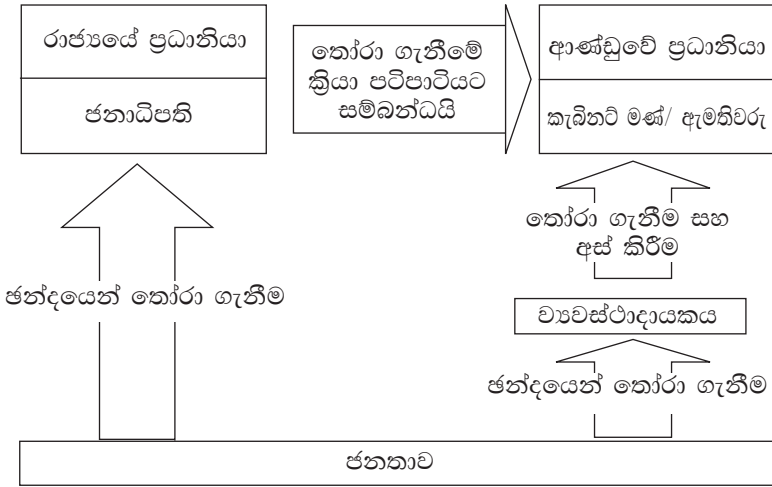 රාජ්‍යයේ ප්‍රධානියා
ජනාධිපති
තෝරා ගැනීමේ
ක්‍රියා පටිපාටියට
සම්බන්ධයි
ආණ්ඩුවේ ප්‍රධානියා
කැබිනට් මණ්/ ඇමතිවරු
තෝරා ගැනීම සහ
අස් කිරීම
ඡන්දයෙන් තෝරා ගැනීම
ව්‍යවස්ථාදායකය
ඡන්දයෙන් තෝරා ගැනීම
ජනතාව